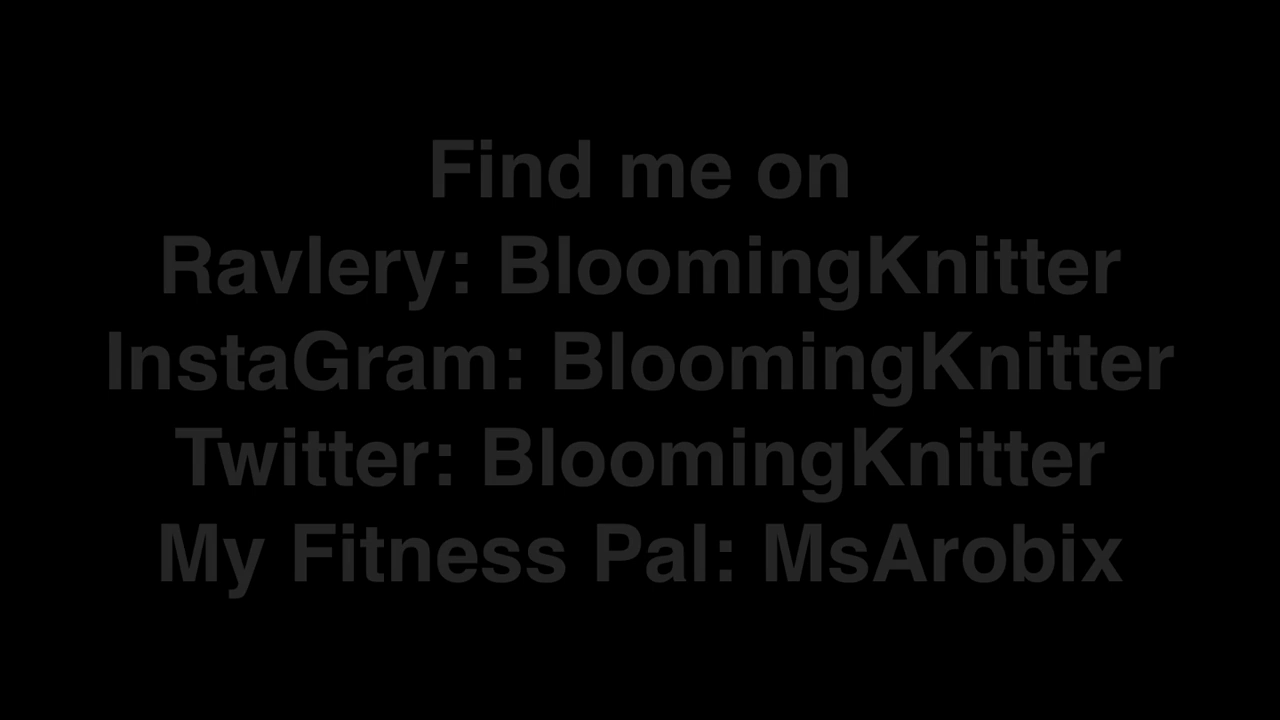 Find me on
Ravlery: BloomingKnitter
InstaGram: BloomingKnitter
Twitter: BloomingKnitter
My Fitness Pal: MsArobix